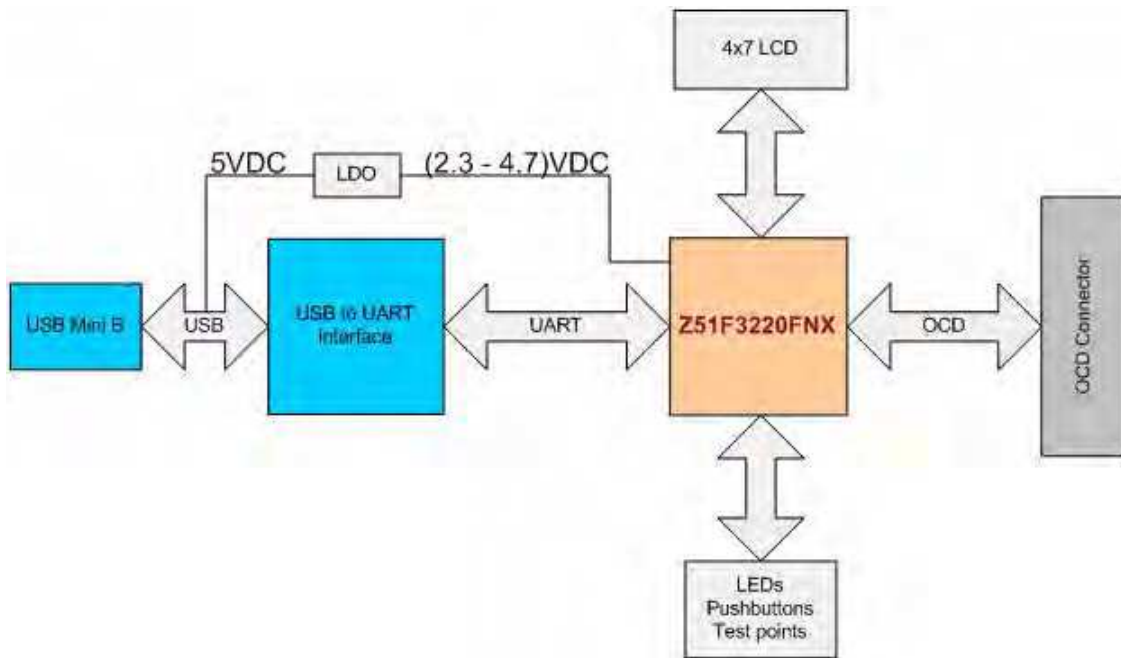 4x7 LCD
5VDC
LDO
(2.3 - 4.7)VDC
USB Mini B
USB
USB to UART
interface
UART
Z51F3220FNX
OCD
OCD Connector
LEDs
Pushbuttons
Test points